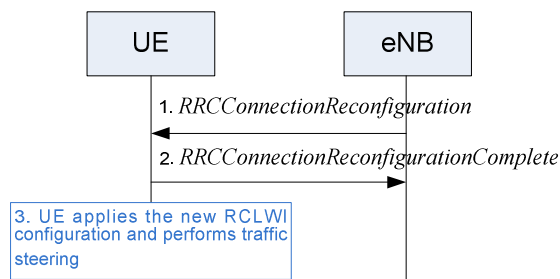 UE
eNB
1. RRCConnectionReconfiguration
2. RRCConnectionReconfigurationComplete
3. UE applies the new RCLWI
configuration and performs traffic
steering